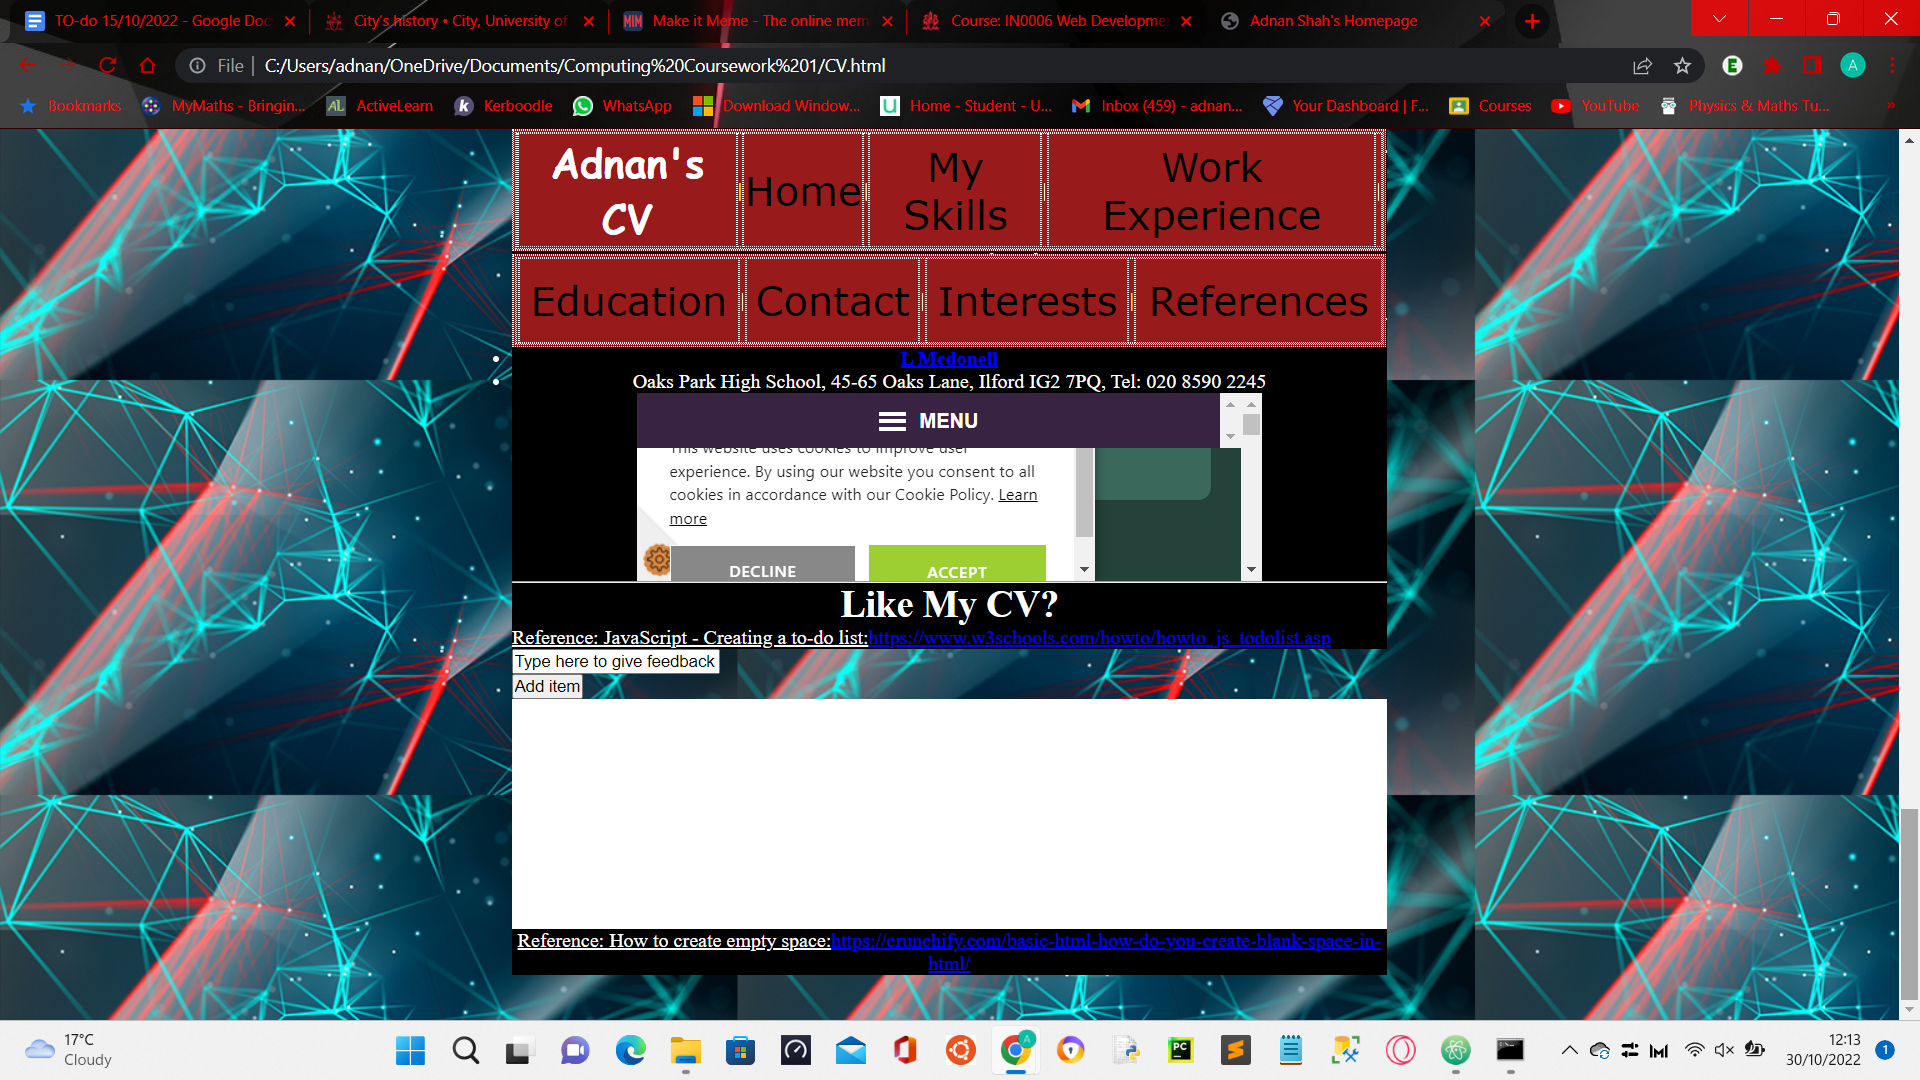 TO-do 15/10/2022 - Google Doc
City's history • City, University of
Make it Meme - The online mem
Course: IN0006 Web Developme
Adnan Shah's Homepage
File | C:/Users/adnan/OneDrive/Documents/Computing%20Coursework%201/CV.html
A
Bookmarks
MyMaths - Bringin...
ActiveLearn
Kerboodle
WhatsApp
Download Window...
Home - Student - U...
Inbox (459) - adnan...
Your Dashboard | F...
Courses
YouTube
Physics & Maths Tu...
»
Adnan's
CV
Home
My
Skills
Work
Experience
Education
Contact
Interests
References
L Mcdonell
Oaks Park High School, 45-65 Oaks Lane, Ilford IG2 7PQ, Tel: 020 8590 2245
MENU
This website uses cookies to improve user
experience. By using our website you consent to all
cookies in accordance with our Cookie Policy. Learn
more
DECLINE
ACCEPT
Like My CV?
Reference: JavaScript - Creating a to-do list:https://www.w3schools.com/howto/howto_js_todolist.asp
Type here to give feedback
Add item
Reference: How to create empty space:https://crunchify.com/basic-html-how-do-you-create-blank-space-in-
html/
17°C
Cloudy
12:13
30/10/2022
1